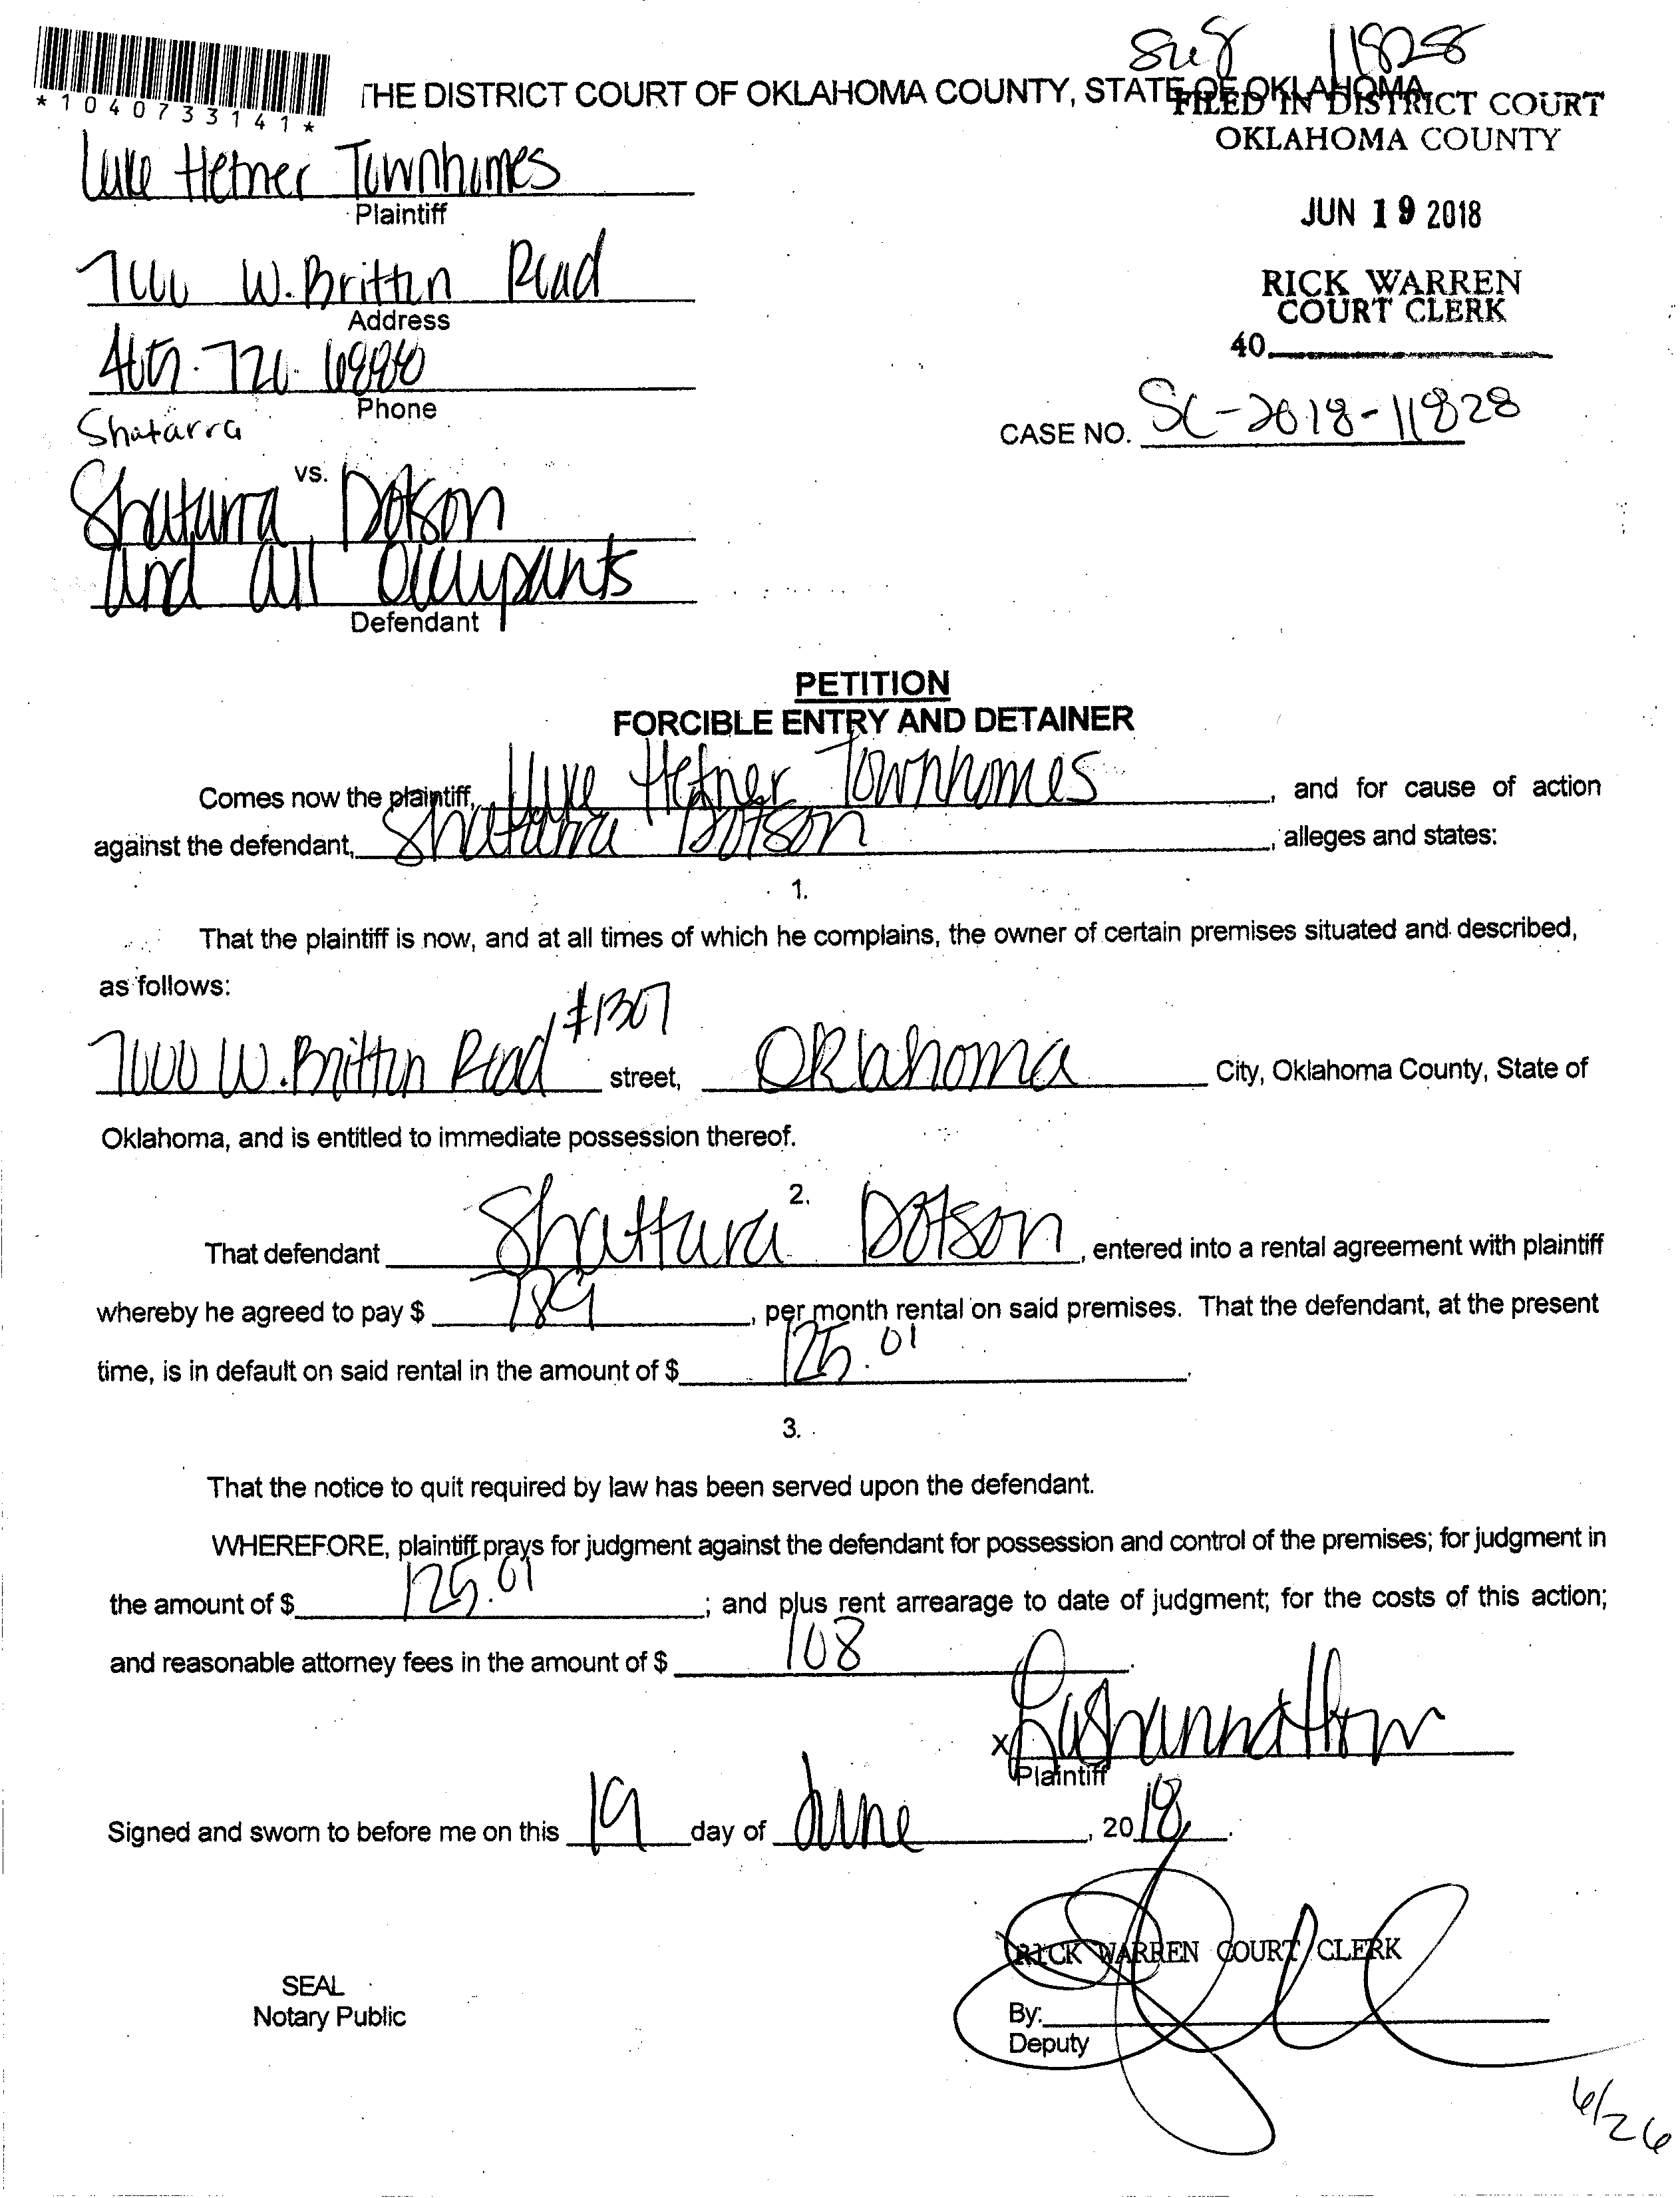 SC 18 11828
*1040733141*
THE DISTRICT COURT OF OKLAHOMA COUNTY, STATE OF OKLAHOMA
FILED IN DISTRICT COURT
OKLAHOMA COUNTY
JUN 19 2018
RICK WARREN
COURT CLERK
40
Lake Hefner Townhomes
Plaintiff
7000 W. Britton Road
Address
405.
Phone
CASE NO. SC-2018-11828
Shatarra
vs.
Shatarra Dotson
And All Occupants
Defendant
PETITION
FORCIBLE ENTRY AND DETAINER
Comes now the plaintiff, Lake Hefner Townhomes, and for cause of action
against the defendant, Shatarra Dotson, alleges and states:
1.
That the plaintiff is now, and at all times of which he complains, the owner of certain premises situated and described,
as follows:
7000 W. Britton Road #1307 street, Oklahoma City, Oklahoma County, State of
Oklahoma, and is entitled to immediate possession thereof.
2.
That defendant Shattara Dotson, entered into a rental agreement with plaintiff
whereby he agreed to pay $ 789, per month rental on said premises. That the defendant, at the present
time, is in default on said rental in the amount of $ 125.01.
3.
That the notice to quit required by law has been served upon the defendant.
WHEREFORE, plaintiff prays for judgment against the defendant for possession and control of the premises; for judgment in
the amount of $ 125.01; and plus rent arrearage to date of judgment; for the costs of this action;
and reasonable attorney fees in the amount of $ 108.
X
Plaintiff
Signed and sworn to before me on this 19 day of June, 2018.
RICK WARREN COURT CLERK
SEAL
Notary Public
By:
Deputy
6/26